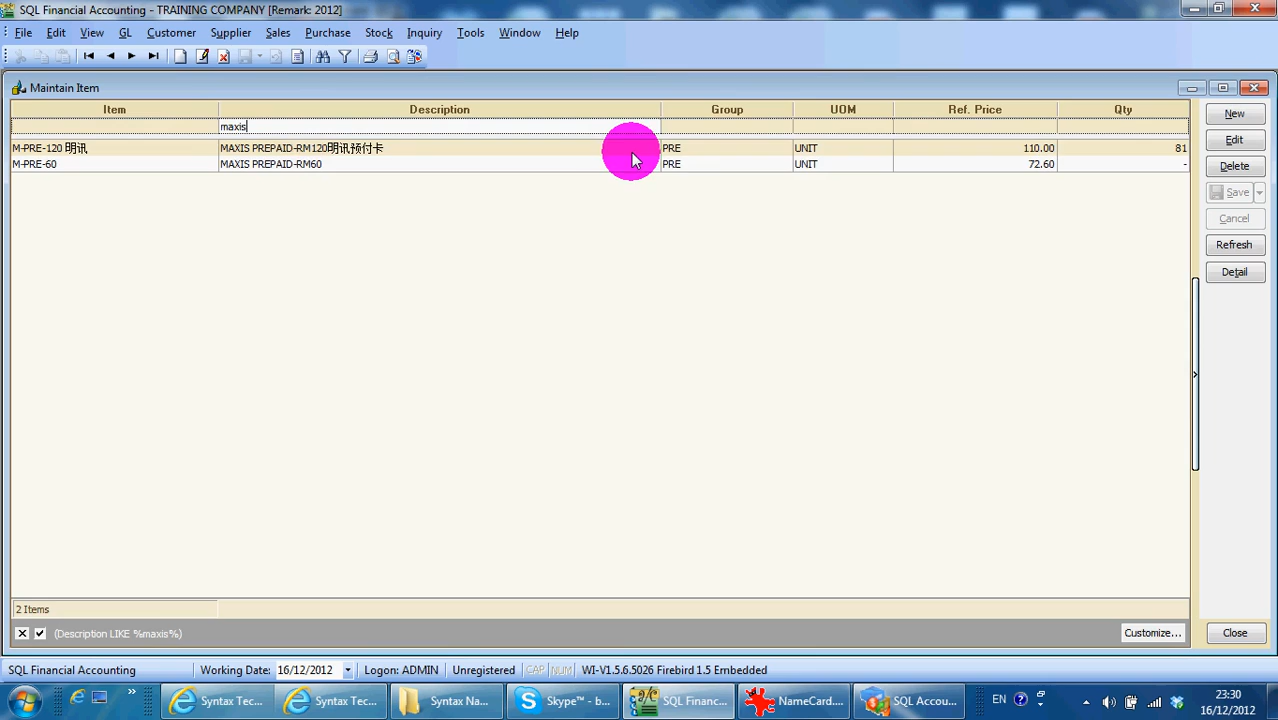 SQL Financial Accounting - TRAINING COMPANY [Remark: 2012]
File Edit View GL Customer Supplier Sales Purchase Stock Inquiry Tools Window Help
Maintain Item
Item Description Group UOM Ref. Price Qty
maxis
M-PRE-120 明讯 MAXIS PREPAID-RM120明讯预付卡 PRE UNIT 110.00 81
M-PRE-60 MAXIS PREPAID-RM60 PRE UNIT 72.60 -
New
Edit
Delete
Save
Cancel
Refresh
Detail
2 Items
(Description LIKE %maxis%)
Customize...
Close
SQL Financial Accounting Working Date: 16/12/2012 Logon: ADMIN Unregistered CAP NUM WI-V1.5.6.5026 Firebird 1.5 Embedded
Syntax Tec... Syntax Tec... Syntax Na... Skype™ - b... SQL Financ... NameCard.... SQL Accou... EN
23:30
16/12/2012